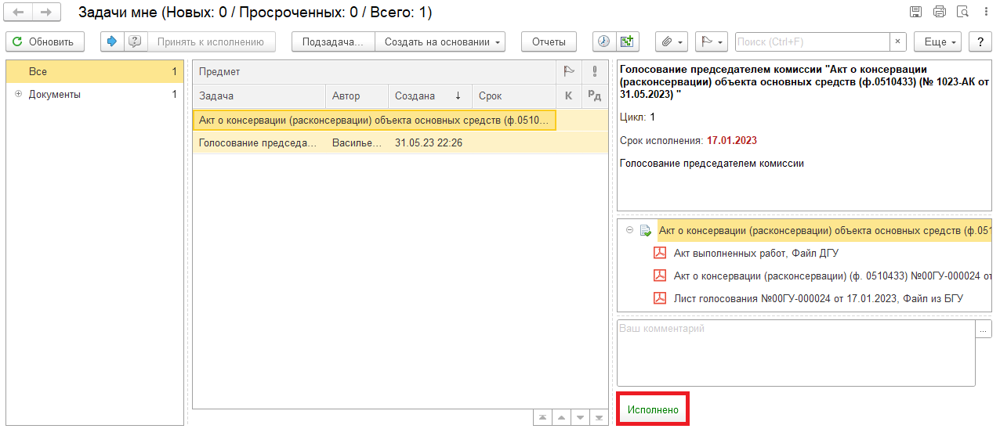 Задачи мне (Новых: 0 / Просроченных: 0 / Всего: 1)
Обновить
Принять к исполнению
Подзадача...
Создать на основании
Отчеты
Поиск (Ctrl+F)
×
Еще
?
Все 1
Документы 1
Предмет
Задача Автор Создана ↓ Срок К Рд
Акт о консервации (расконсервации) объекта основных средств (ф.0510...
Голосование председа... Василье... 31.05.23 22:26
Голосование председателем комиссии "Акт о консервации
(расконсервации) объекта основных средств (ф.0510433) (№ 1023-АК от
31.05.2023) "
Цикл: 1
Срок исполнения: 17.01.2023
Голосование председателем комиссии
Акт о консервации (расконсервации) объекта основных средств (ф.051
Акт выполненных работ, Файл ДГУ
Акт о консервации (расконсервации) (ф. 0510433) №00ГУ-000024 от
Лист голосования №00ГУ-000024 от 17.01.2023, Файл из БГУ
Ваш комментарий
...
Исполнено